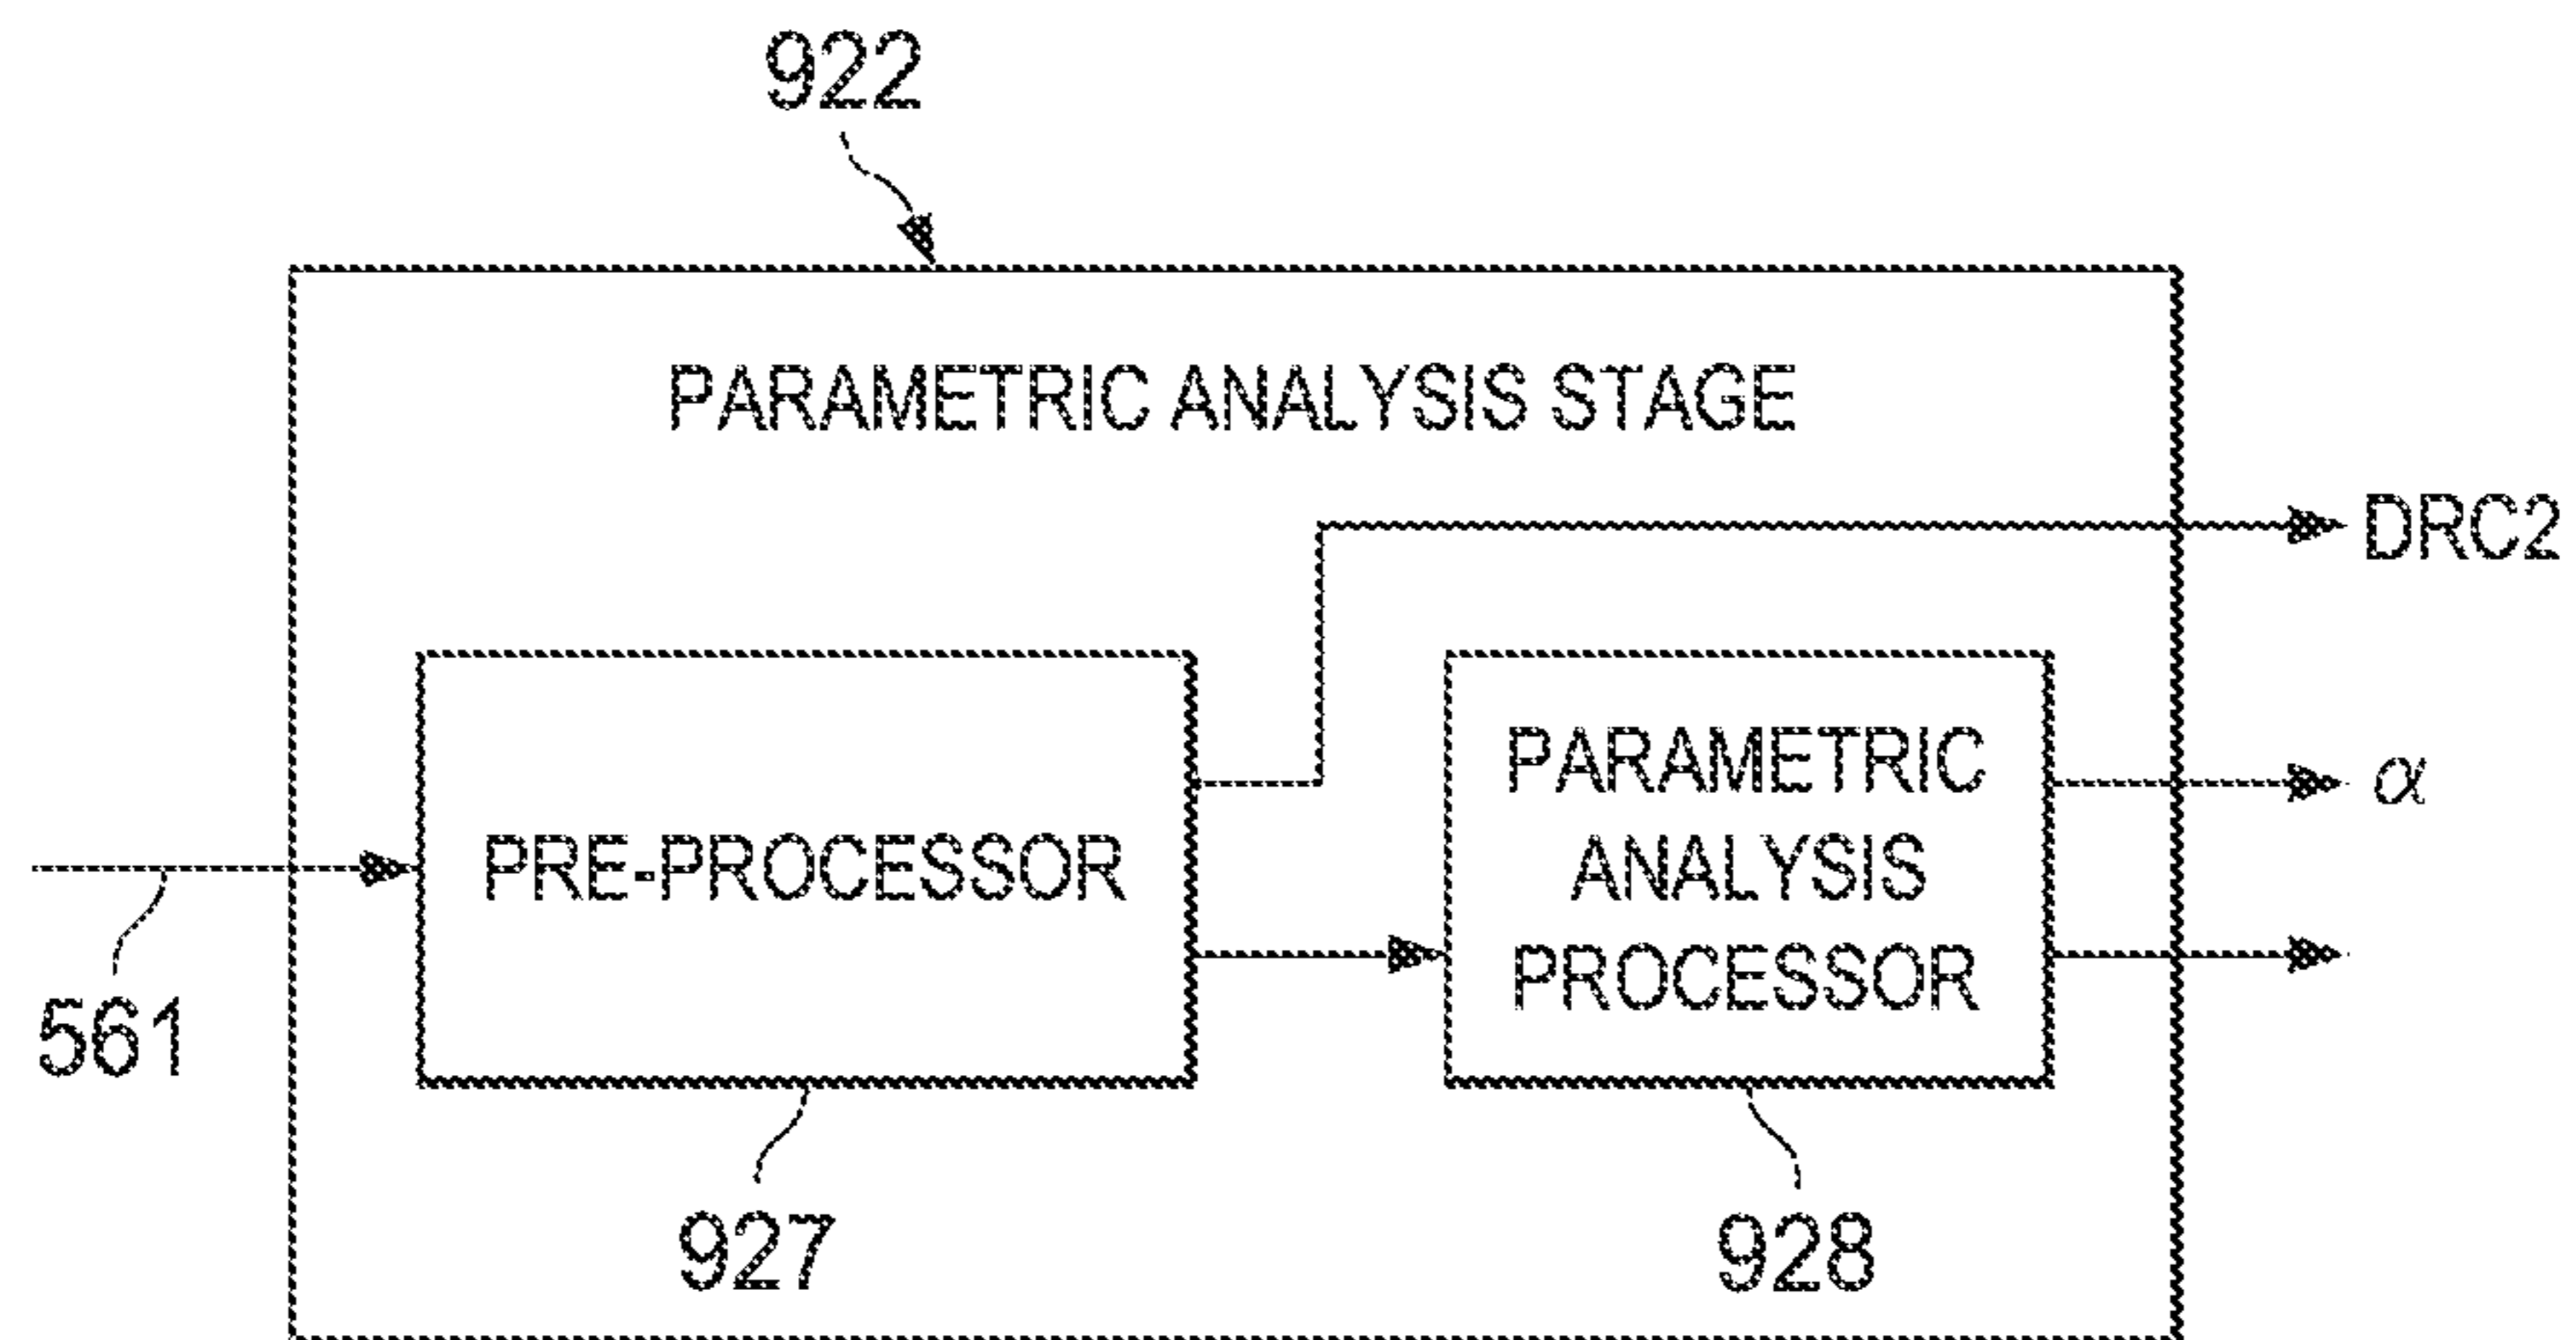 922
PARAMETRIC ANALYSIS STAGE
DRC2
PRE-PROCESSOR
PARAMETRIC
ANALYSIS
PROCESSOR
α
561
927
928